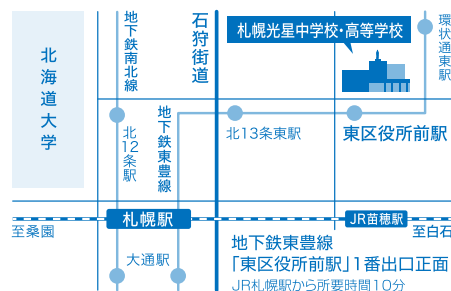 北海道大学
地下鉄南北線
石狩街道
札幌光星中学校・高等学校
環状通東駅
北12条駅
地下鉄東豊線
北13条東駅
東区役所前駅
札幌駅
JR苗穂駅
至桑園
至白石
大通駅
地下鉄東豊線
「東区役所前駅」1番出口正面
JR札幌駅から所要時間10分